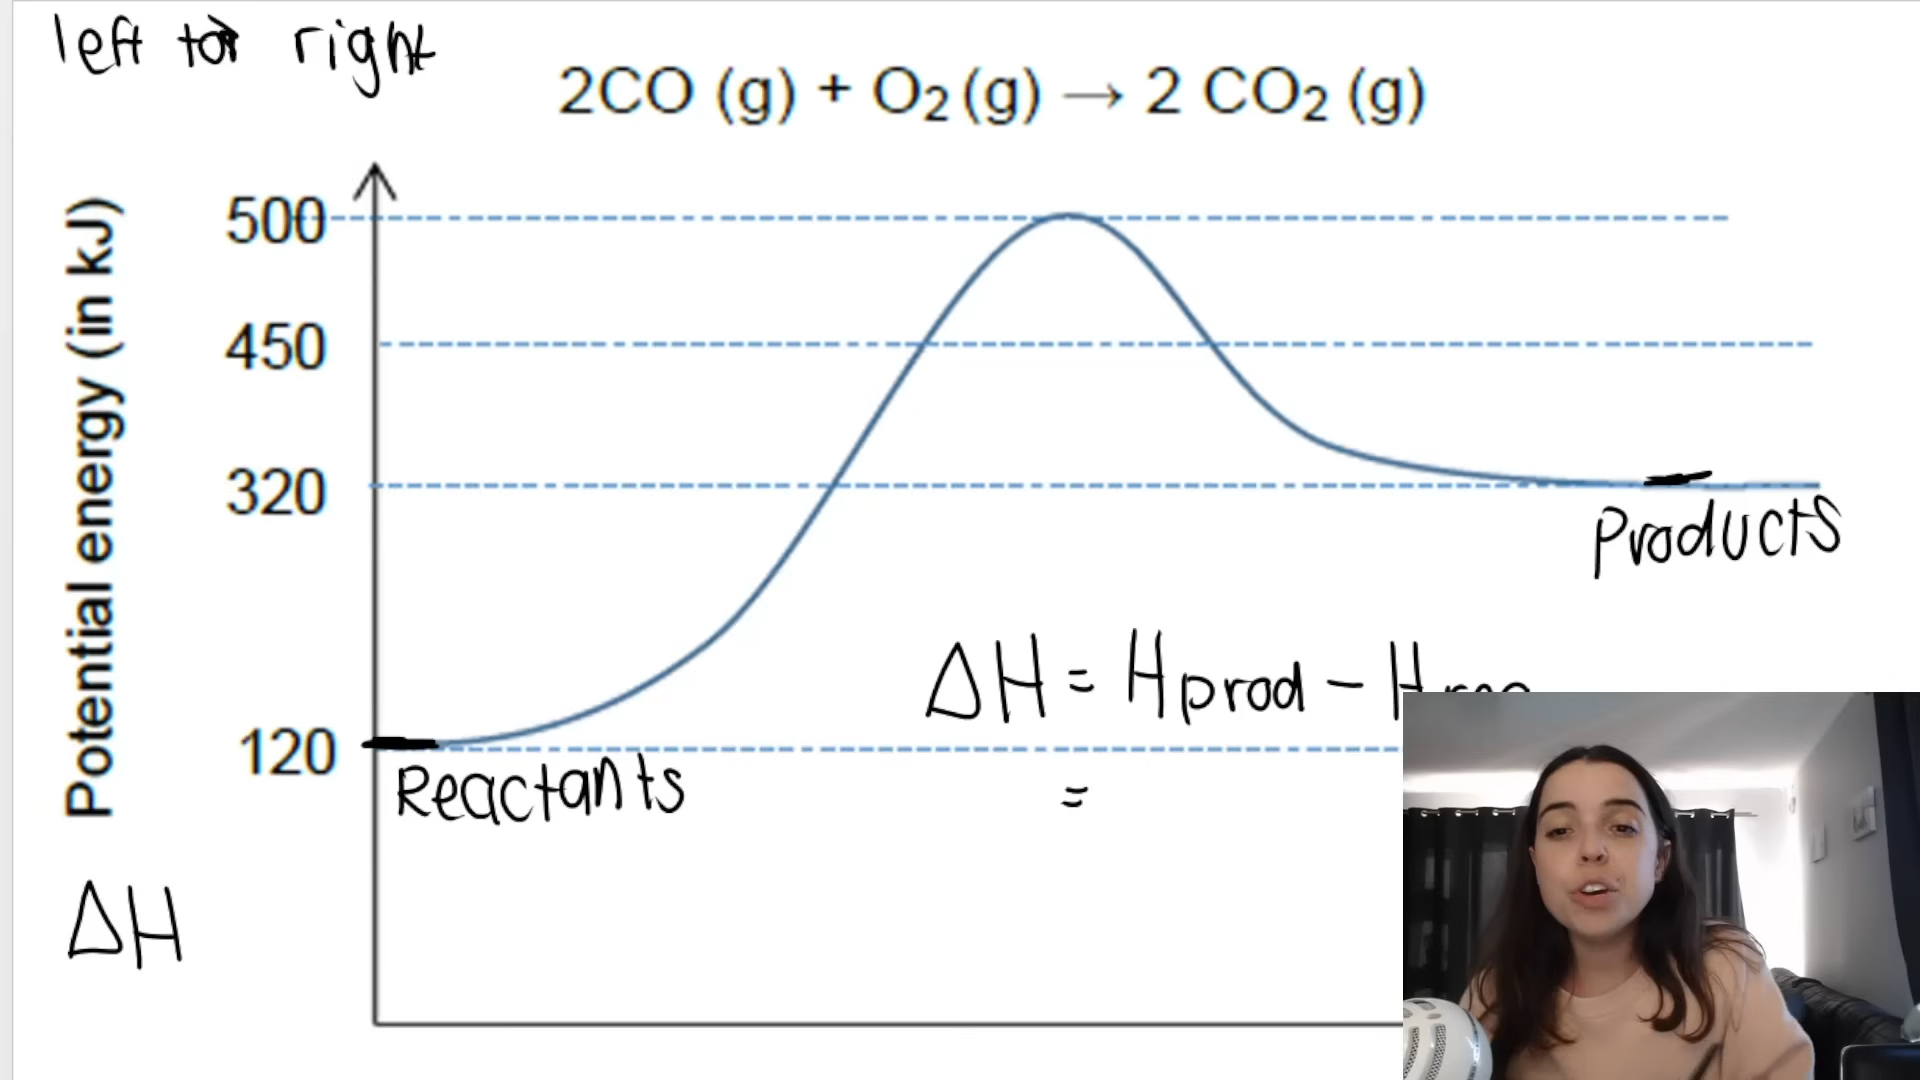 left to right
2CO (g) + O₂ (g) → 2 CO₂ (g)
Potential energy (in kJ)
500
450
320
Products
ΔH = Hprod - H
120
Reactants
=
ΔH